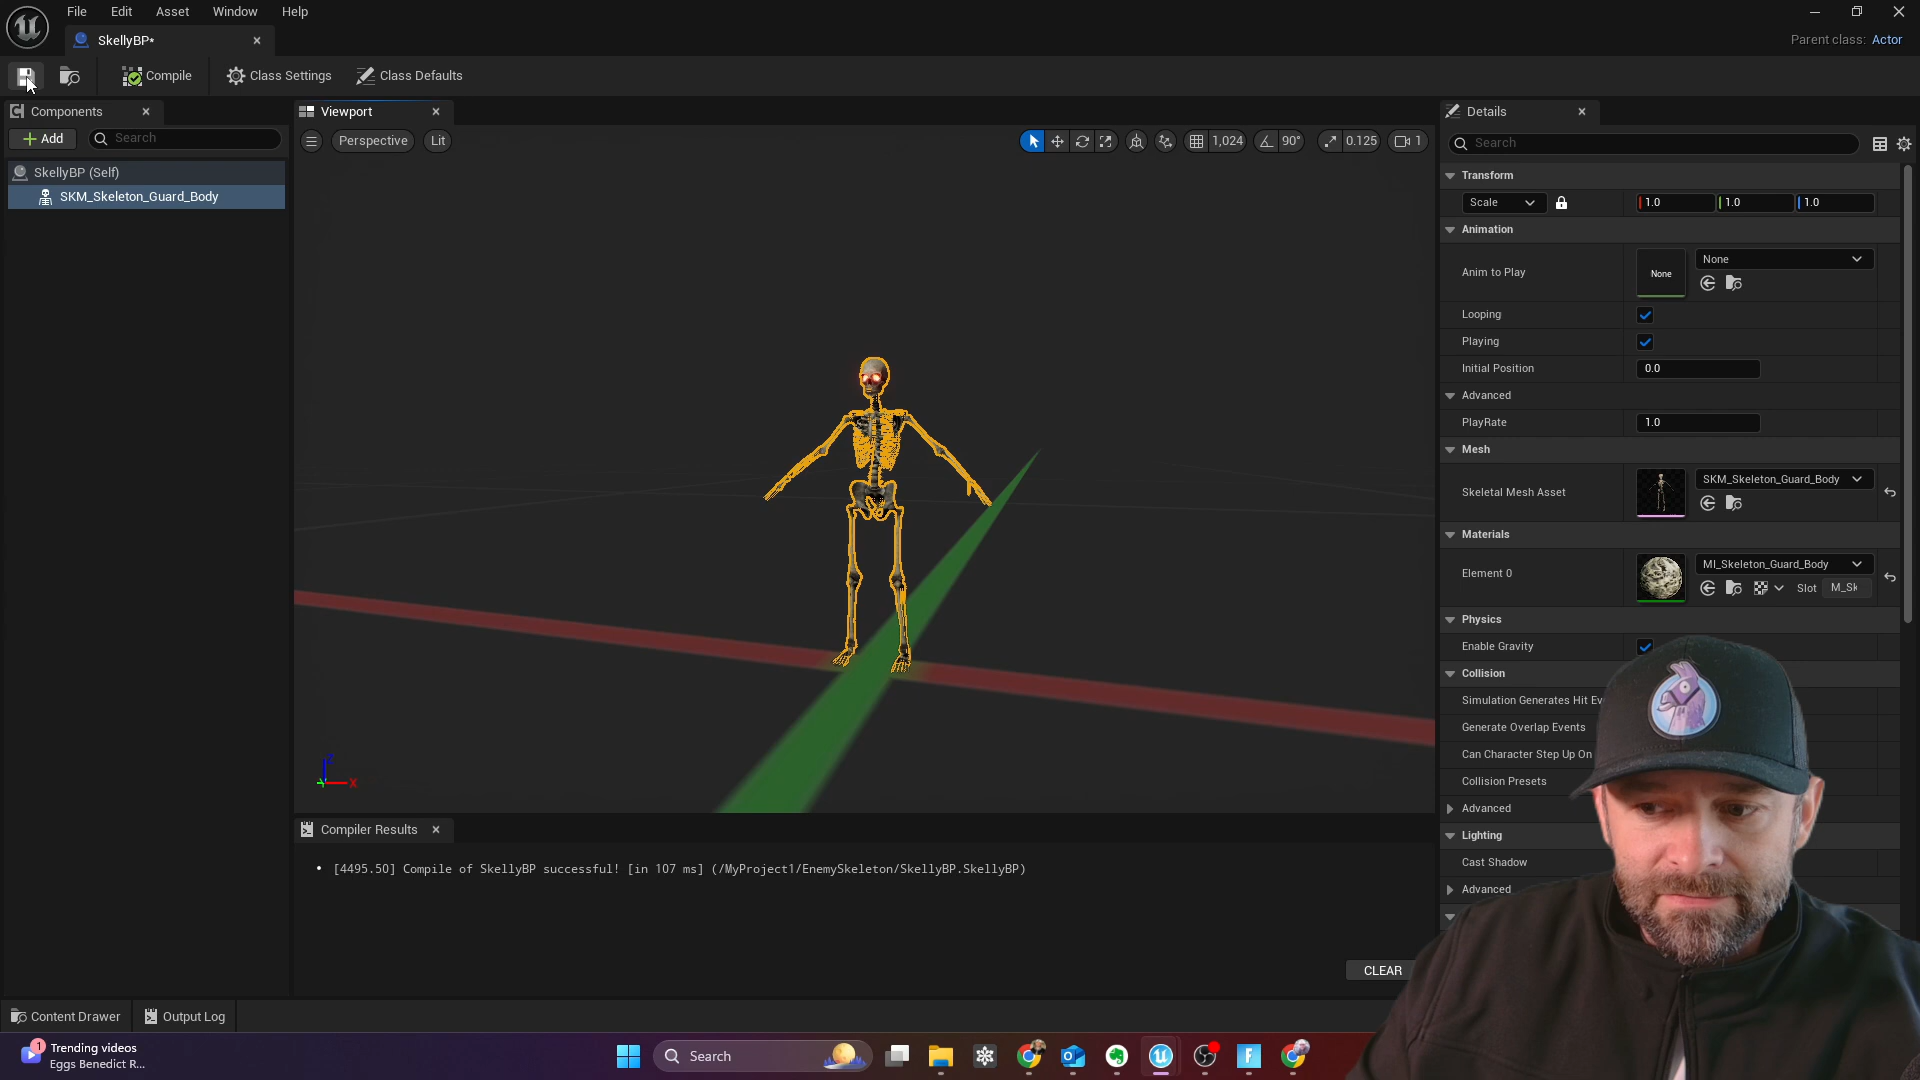 File Edit Asset Window Help
SkellyBP*
Parent class: Actor
Compile Class Settings Class Defaults
Components
Add Search
SkellyBP (Self)
SKM_Skeleton_Guard_Body
Viewport
Perspective Lit
1,024 90° 0.125 1
Z
X
Compiler Results
• [4495.50] Compile of SkellyBP successful! [in 107 ms] (/MyProject1/EnemySkeleton/SkellyBP.SkellyBP)
CLEAR
Details
Search
Transform
Scale 1.0 1.0 1.0
Animation
Anim to Play None None
Looping
Playing
Initial Position 0.0
Advanced
PlayRate 1.0
Mesh
Skeletal Mesh Asset SKM_Skeleton_Guard_Body
Materials
Element 0 MI_Skeleton_Guard_Body
Slot M_Sk
Physics
Enable Gravity
Collision
Simulation Generates Hit Ev
Generate Overlap Events
Can Character Step Up On
Collision Presets
Advanced
Lighting
Cast Shadow
Advanced
Content Drawer Output Log
1 Trending videos
Eggs Benedict R...
Search